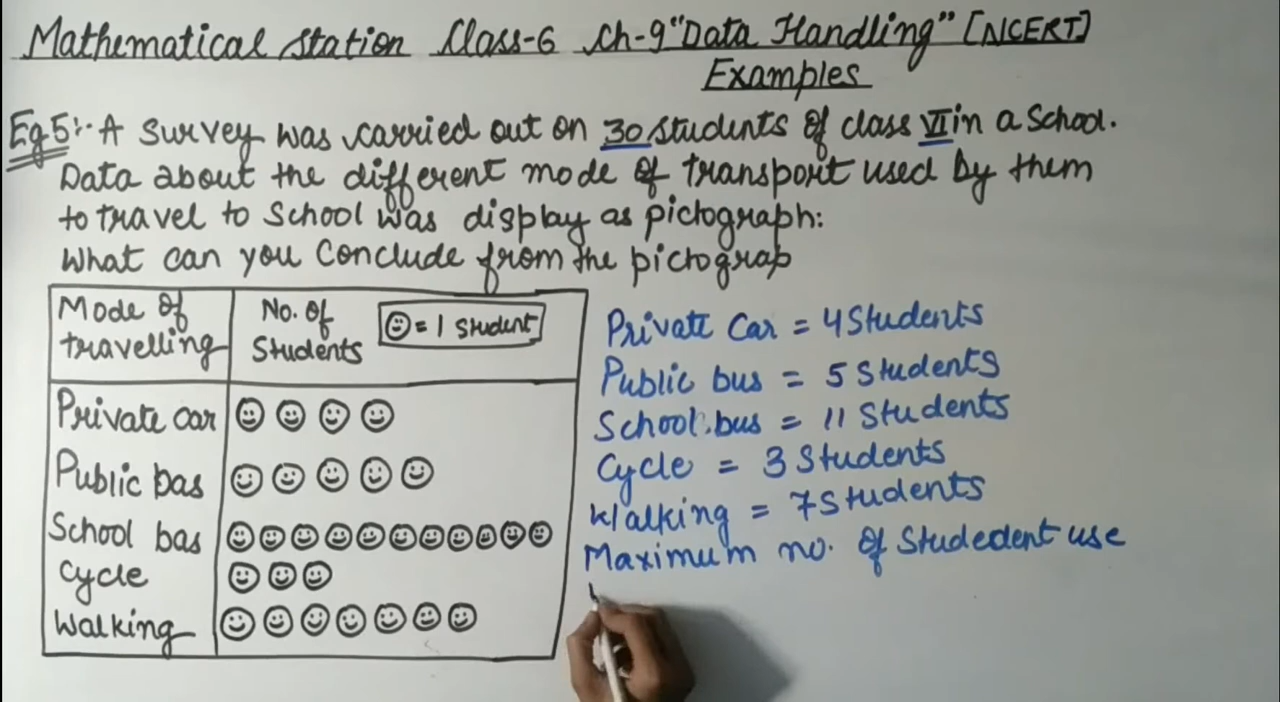 Mathematical Station Class-6 Ch-9 "Data Handling" [NCERT]
Examples
Eg 5:- A Survey was carried out on 30 students of class VI in a School.
Data about the different mode of transport used by them
to travel to School was display as pictograph:
What can you Conclude from the pictograp
Mode of travelling
No. of Students
☺ = 1 Student
Private car ☺ ☺ ☺ ☺
Public bas ☺ ☺ ☺ ☺ ☺
School bas ☺ ☺ ☺ ☺ ☺ ☺ ☺ ☺ ☺ ☺ ☺
Cycle ☺ ☺ ☺
Walking ☺ ☺ ☺ ☺ ☺ ☺ ☺
Private Car = 4 Students
Public bus = 5 Students
School bus = 11 Students
Cycle = 3 Students
Walking = 7 Students
Maximum no. of Studedent use